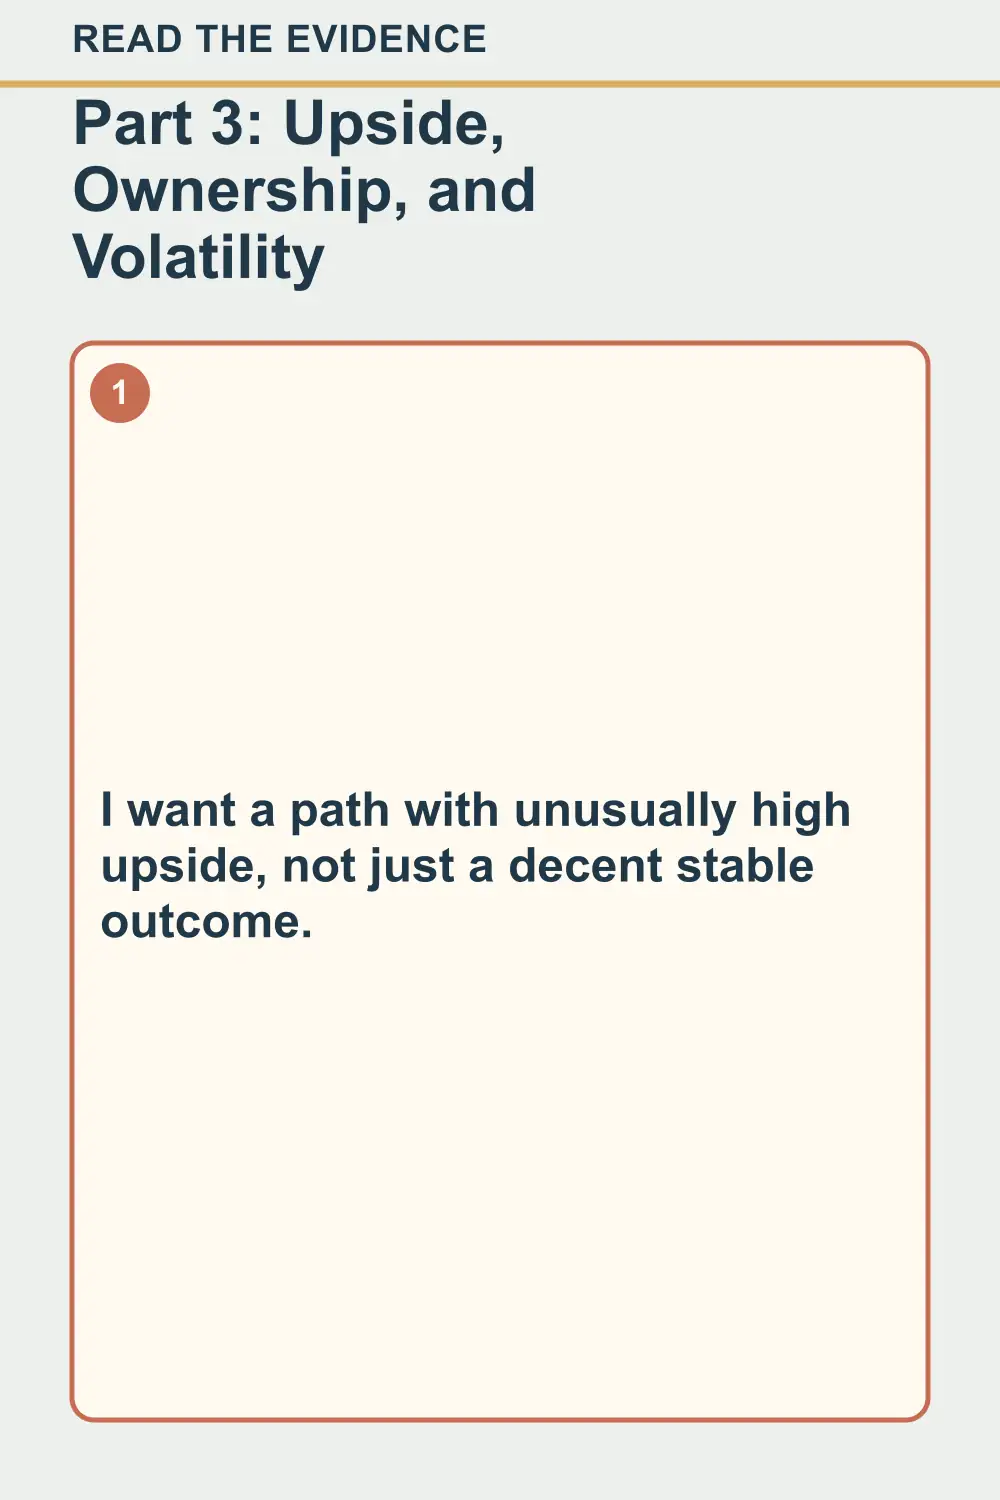 READ THE EVIDENCE
Part 3: Upside,
Ownership, and
Volatility
1
I want a path with unusually high
upside, not just a decent stable
outcome.